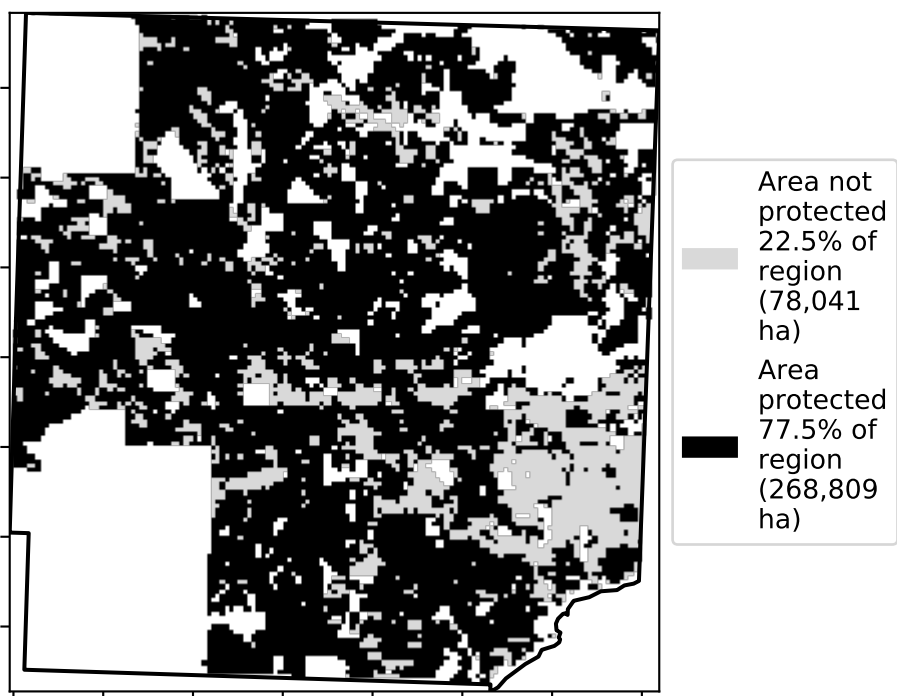 Area not
protected
22.5% of
region
(78,041
ha)
Area
protected
77.5% of
region
(268,809
ha)